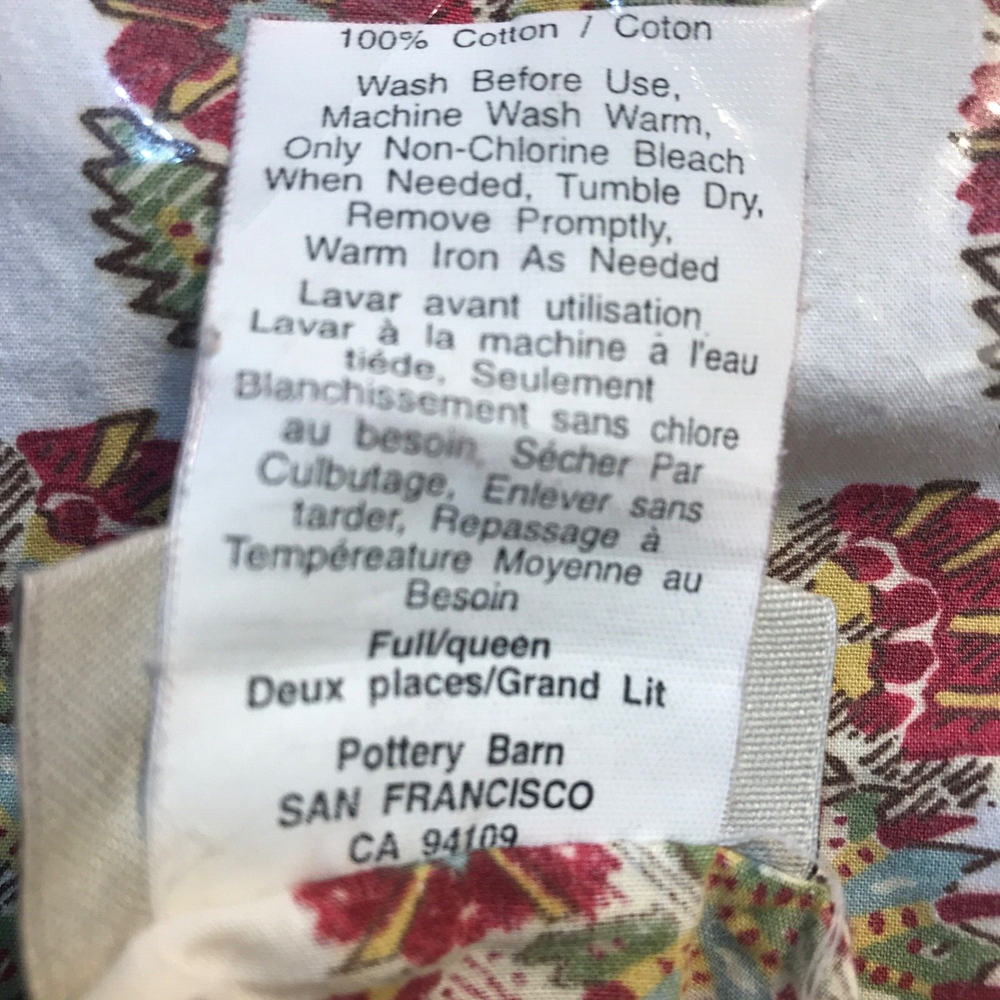 100% Cotton / Coton
Wash Before Use,
Machine Wash Warm,
Only Non-Chlorine Bleach
When Needed, Tumble Dry,
Remove Promptly,
Warm Iron As Needed
Lavar avant utilisation
Lavar à la machine à l'eau
tiéde, Seulement
Blanchissement sans chlore
au besoin, Sécher Par
Culbutage, Enlever sans
tarder, Repassage à
Tempéreature Moyenne au
Besoin
Full/queen
Deux places/Grand Lit
Pottery Barn
SAN FRANCISCO
CA 94109